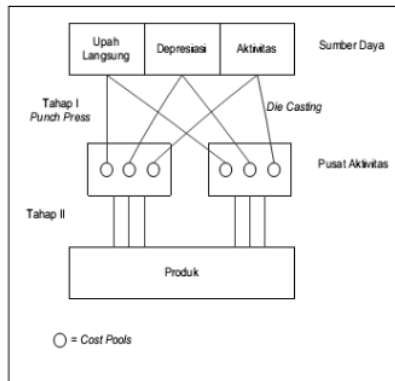 Upah
Langsung
Depresiasi
Aktivitas
Sumber Daya
Tahap I
Punch Press
Die Casting
Pusat Aktivitas
Tahap II
Produk
= Cost Pools